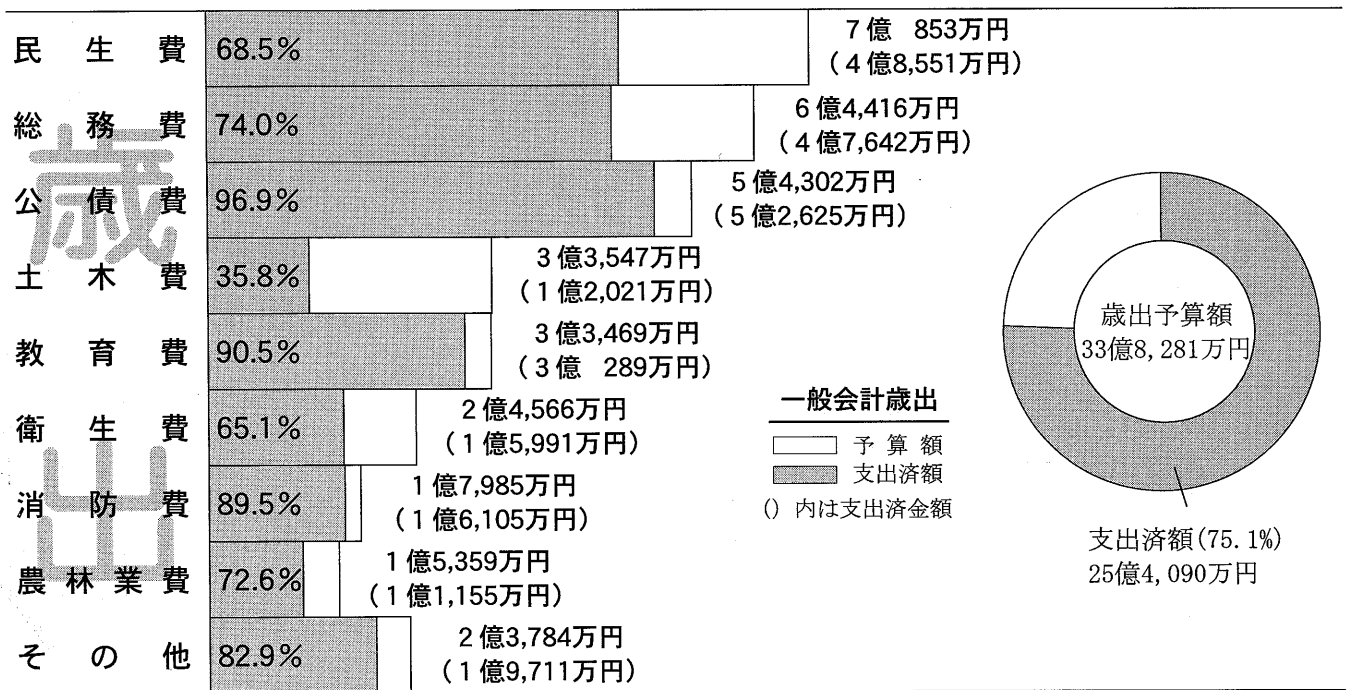 歳出
民生費 68.5% 7億 853万円
(4億8,551万円)
総務費 74.0% 6億4,416万円
(4億7,642万円)
公債費 96.9% 5億4,302万円
(5億2,625万円)
土木費 35.8% 3億3,547万円
(1億2,021万円)
教育費 90.5% 3億3,469万円
(3億 289万円)
衛生費 65.1% 2億4,566万円
(1億5,991万円)
消防費 89.5% 1億7,985万円
(1億6,105万円)
農林業費 72.6% 1億5,359万円
(1億1,155万円)
その他 82.9% 2億3,784万円
(1億9,711万円)
一般会計歳出
予算額
支出済額
() 内は支出済金額
歳出予算額
33億8,281万円
支出済額(75.1%)
25億4,090万円